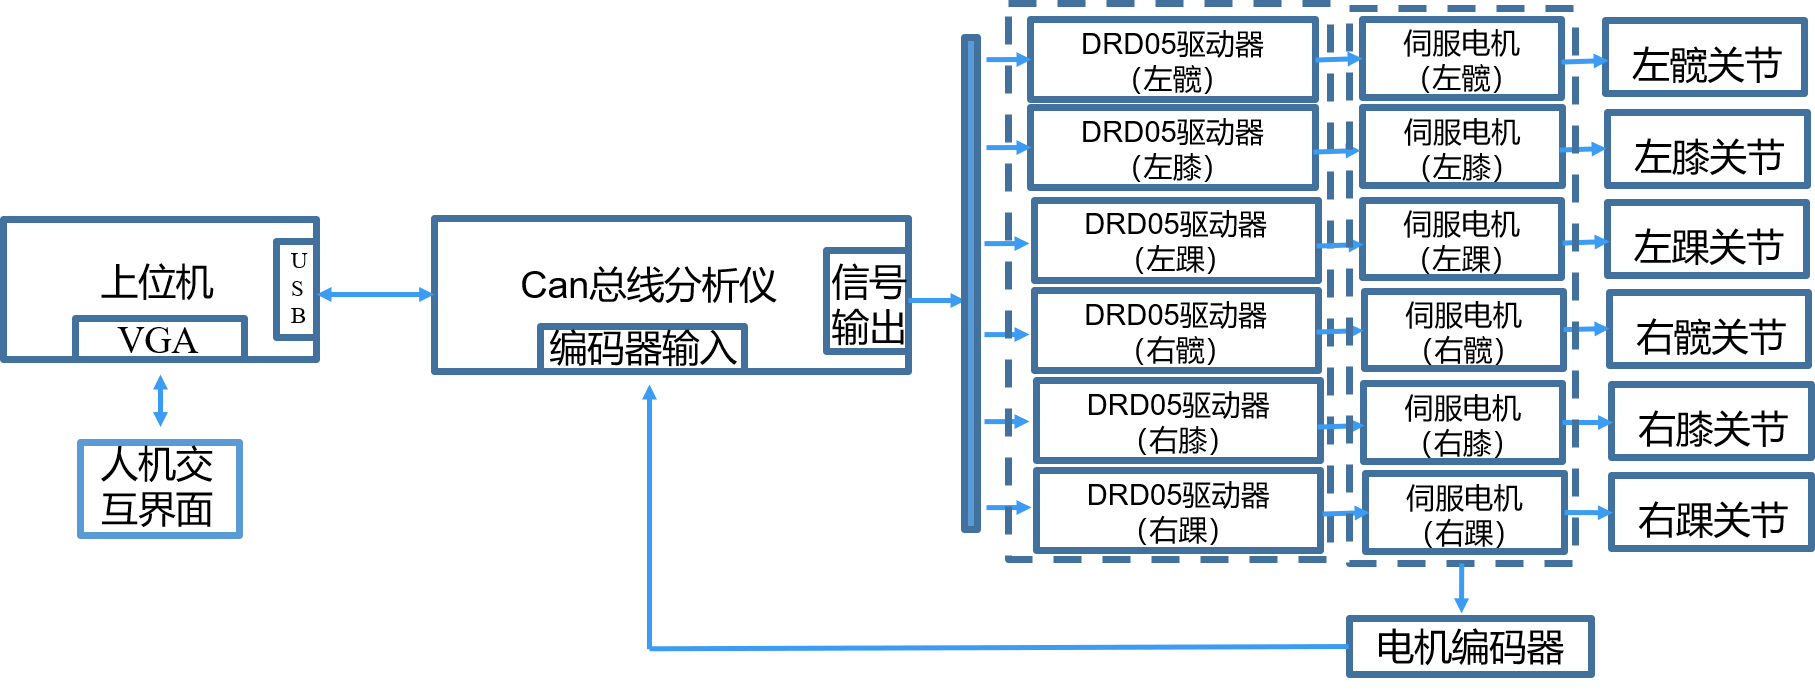 上位机
U
S
B
VGA
人机交
互界面
Can总线分析仪
编码器输入
信号
输出
DRD05驱动器
（左髋）
伺服电机
（左髋）
左髋关节
DRD05驱动器
（左膝）
伺服电机
（左膝）
左膝关节
DRD05驱动器
（左踝）
伺服电机
（左踝）
左踝关节
DRD05驱动器
（右髋）
伺服电机
（右髋）
右髋关节
DRD05驱动器
（右膝）
伺服电机
（右膝）
右膝关节
DRD05驱动器
（右踝）
伺服电机
（右踝）
右踝关节
电机编码器